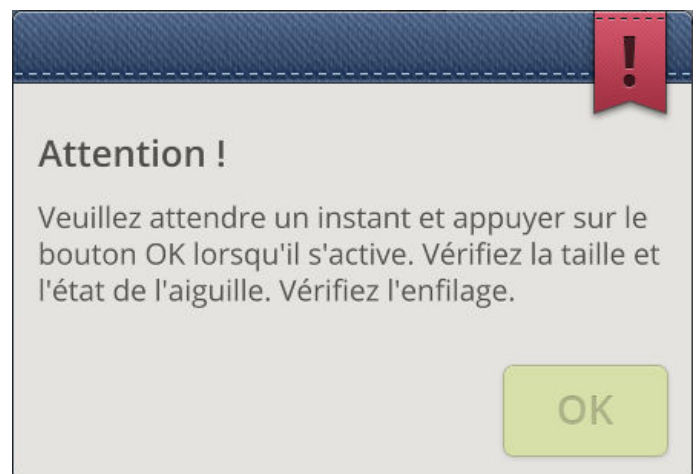 !
Attention !
Veuillez attendre un instant et appuyer sur le
bouton OK lorsqu'il s'active. Vérifiez la taille et
l'état de l'aiguille. Vérifiez l'enfilage.
OK